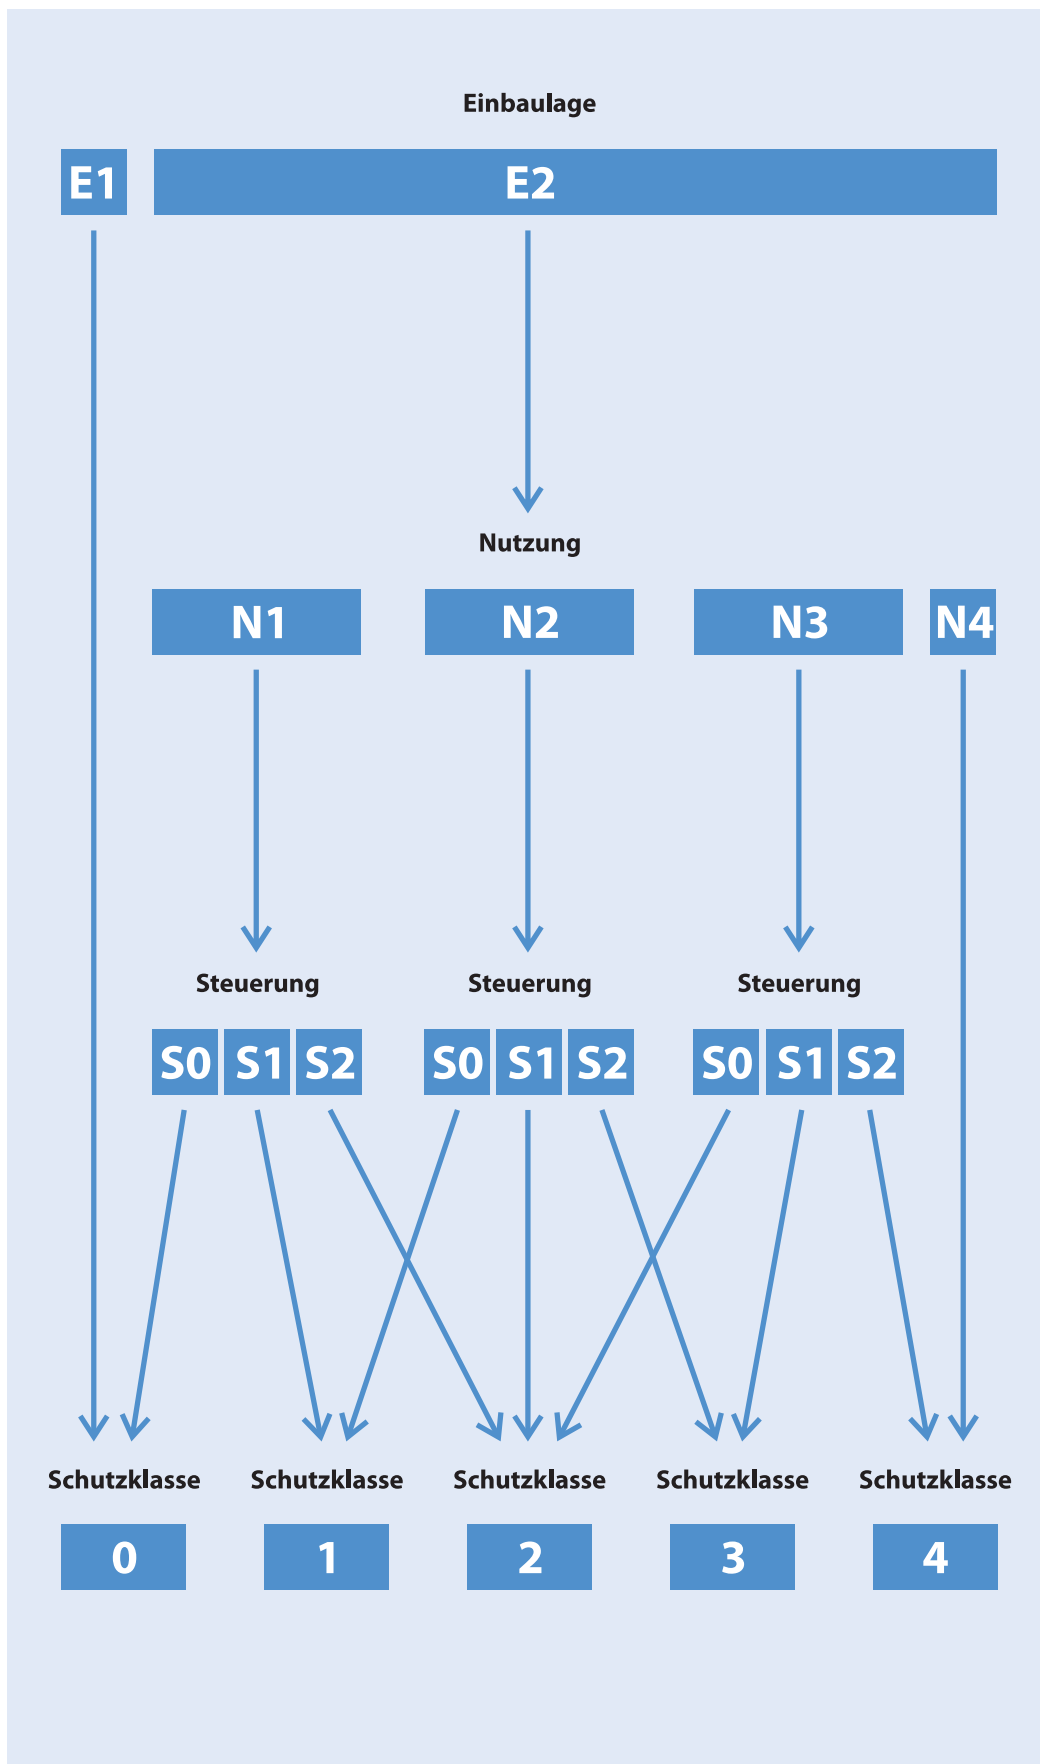 Einbaulage
E1 E2
Nutzung
N1 N2 N3 N4
Steuerung Steuerung Steuerung
S0 S1 S2 S0 S1 S2 S0 S1 S2
Schutzklasse Schutzklasse Schutzklasse Schutzklasse Schutzklasse
0 1 2 3 4